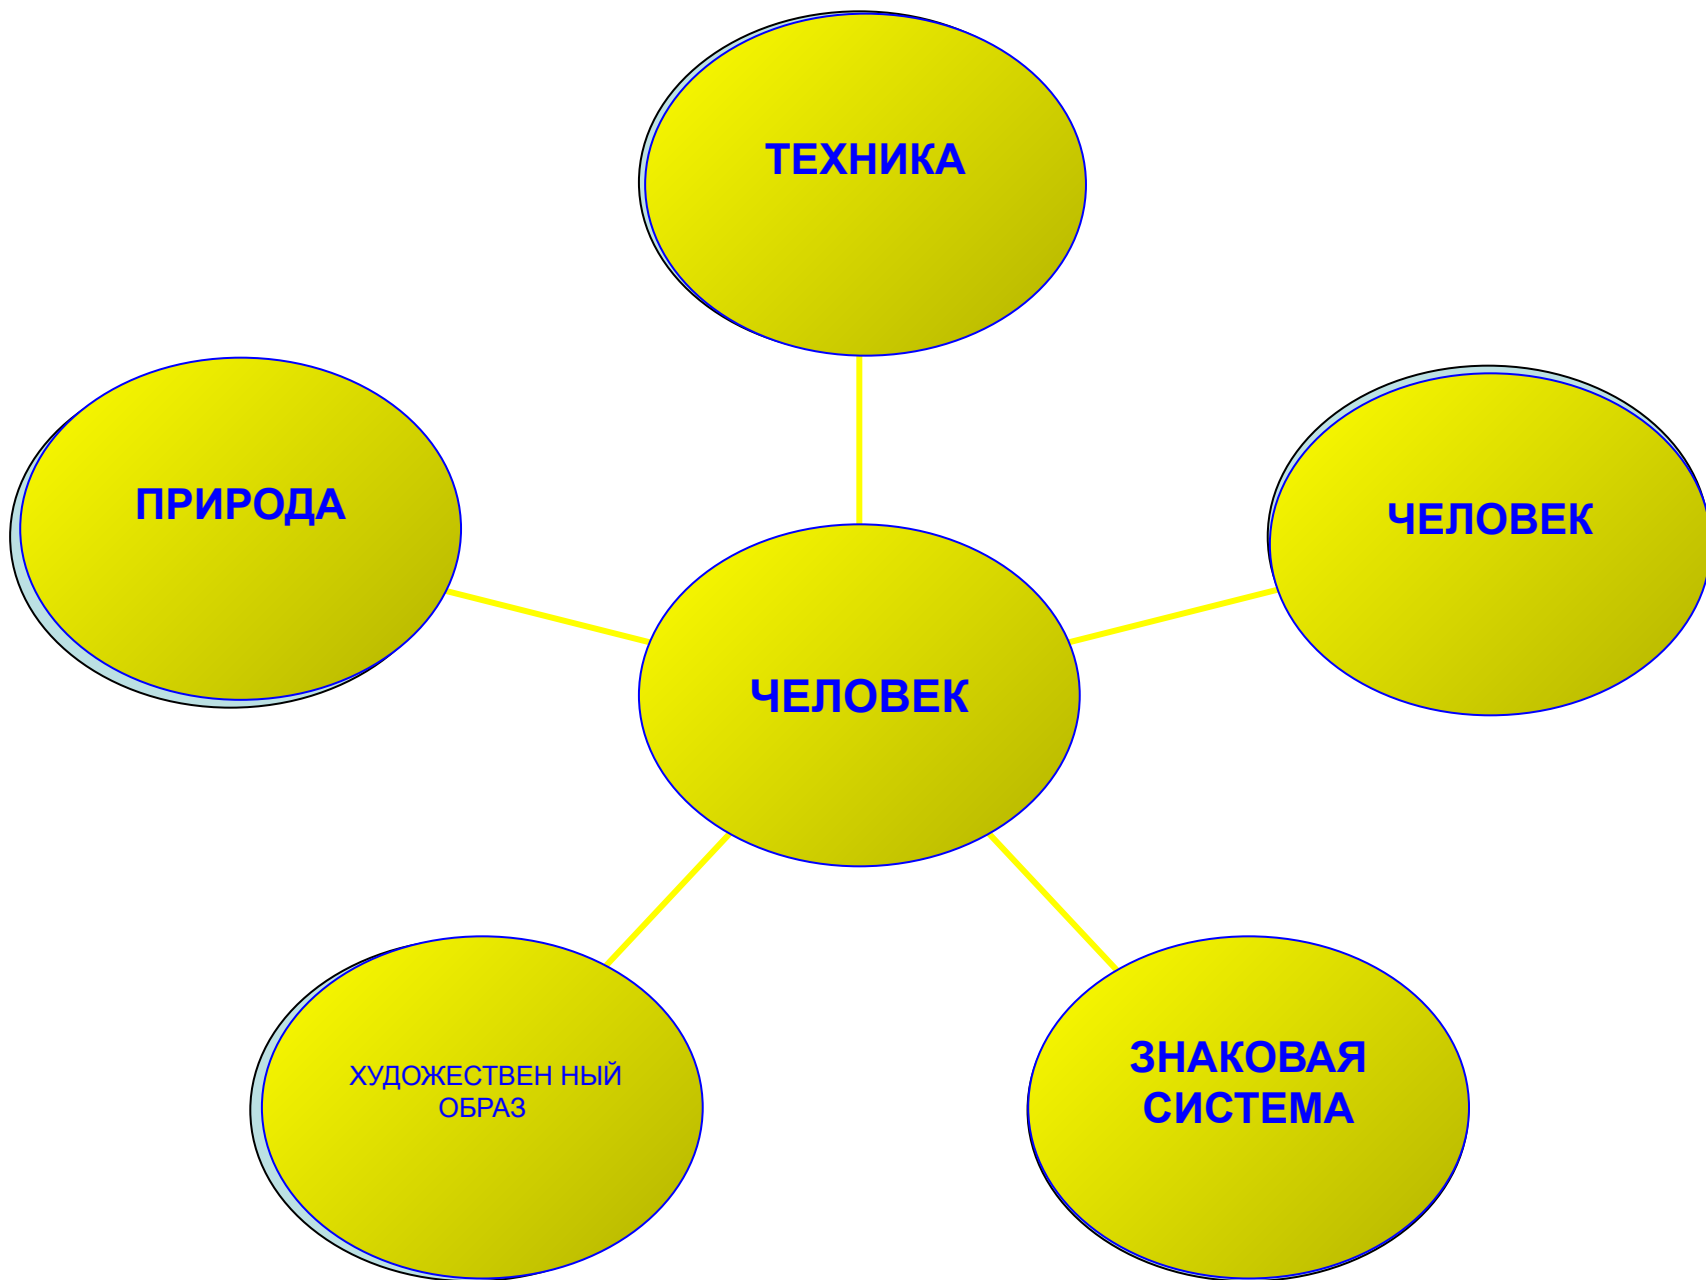 ТЕХНИКА
ПРИРОДА
ЧЕЛОВЕК
ЧЕЛОВЕК
ХУДОЖЕСТВЕН НЫЙ
ОБРАЗ
ЗНАКОВАЯ
СИСТЕМА